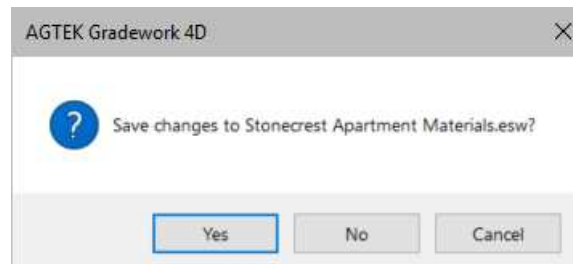 AGTEK Gradework 4D
Save changes to Stonecrest Apartment Materials.esw?
Yes No Cancel